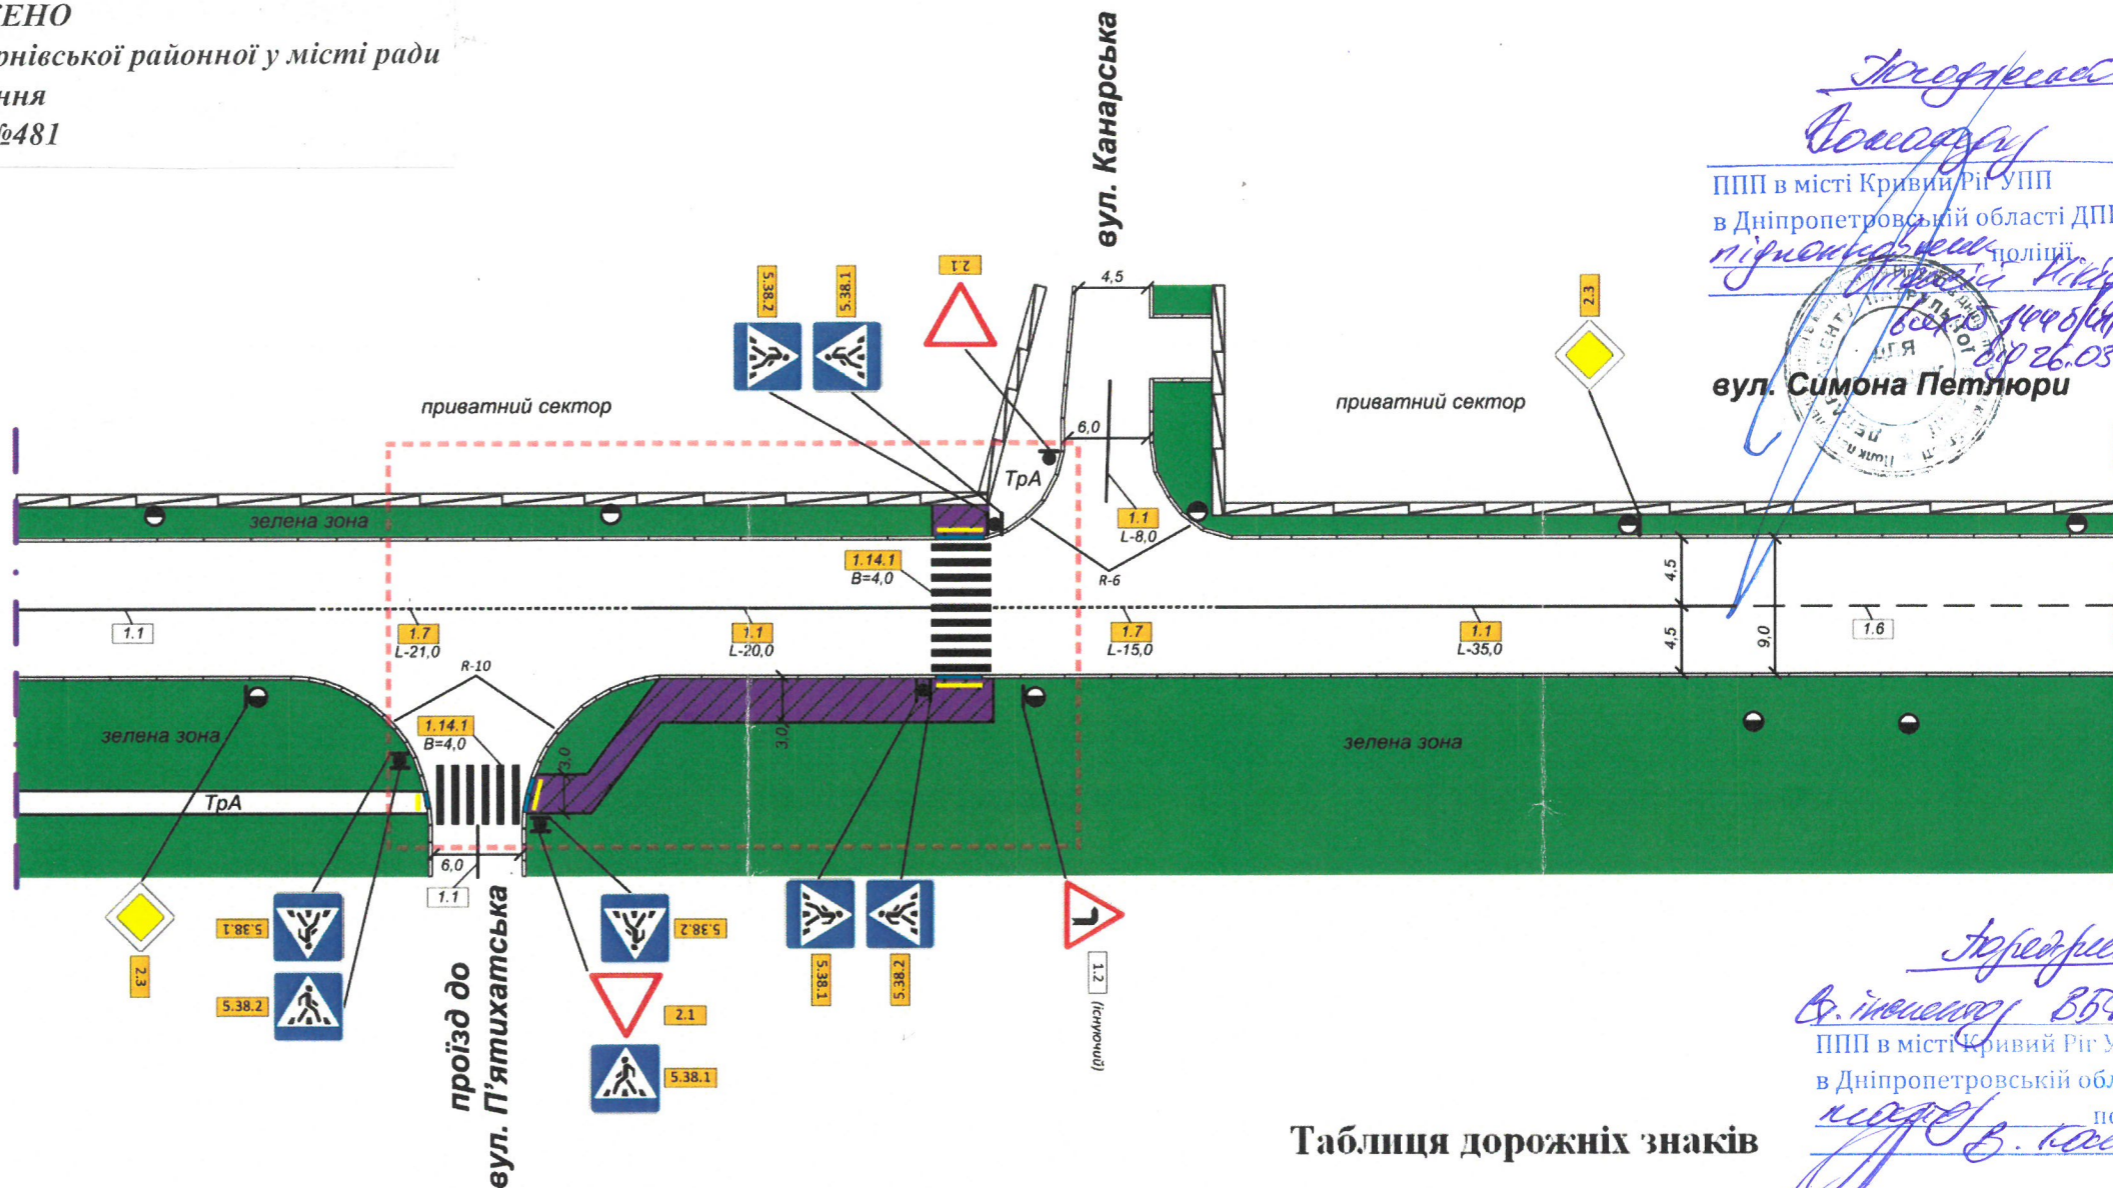 ЕНО
рнівської районної у місті ради
ння
№481
вул. Канарська
ППП в місті Кривий Ріг УПП
в Дніпропетровській області ДПП
поліції
26.03
вул. Симона Петлюри
4,5
5.38.2
5.38.1
2.1
2.3
приватний сектор
приватний сектор
6,0
ТрА
зелена зона
1.1
L-8,0
1.14.1
B=4,0
R-6
4,5
1.1
1.7
L-21,0
1.1
L-20,0
1.7
L-15,0
1.1
L-35,0
4,5
9,0
1.6
R-10
1.14.1
B=4,0
зелена зона
3,0
3,0
зелена зона
ТрА
6,0
1.1
5.38.1
5.38.2
2.3
5.38.2
2.1
5.38.1
5.38.1
5.38.2
1.2
(існуючий)
проїзд до
вул. П'ятихатська
ППП в місті Кривий Ріг У
в Дніпропетровській обл
по
Таблиця дорожніх знаків